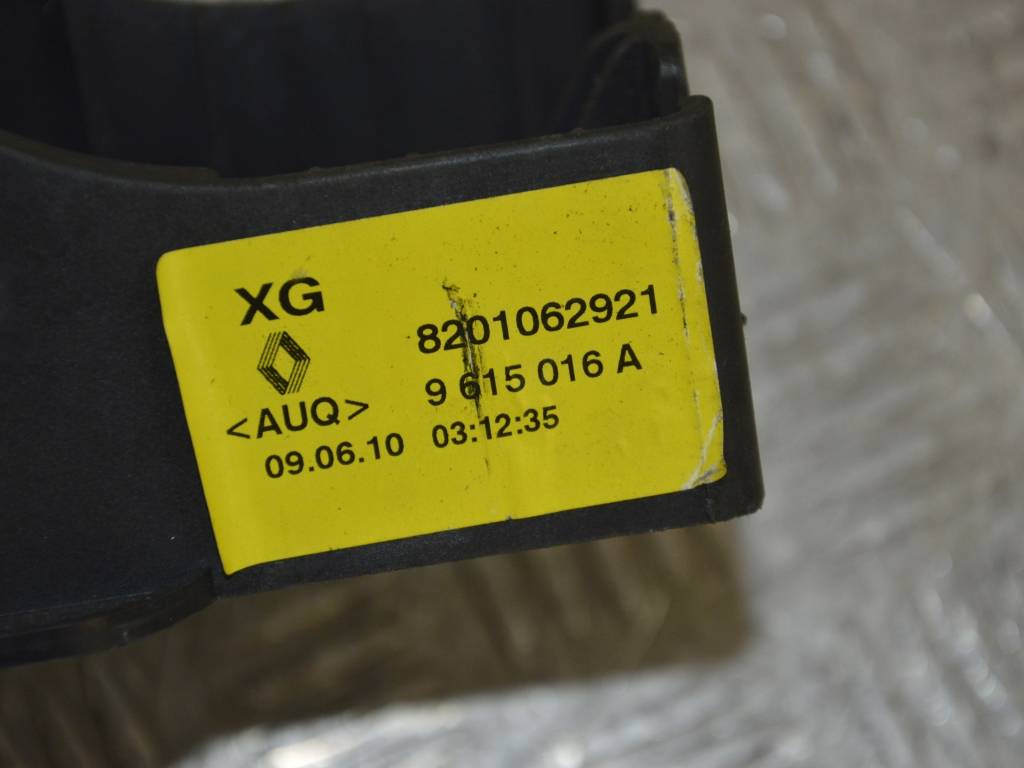 XG
8201062921
9 615 016 A
<AUQ>
09.06.10 03:12:35